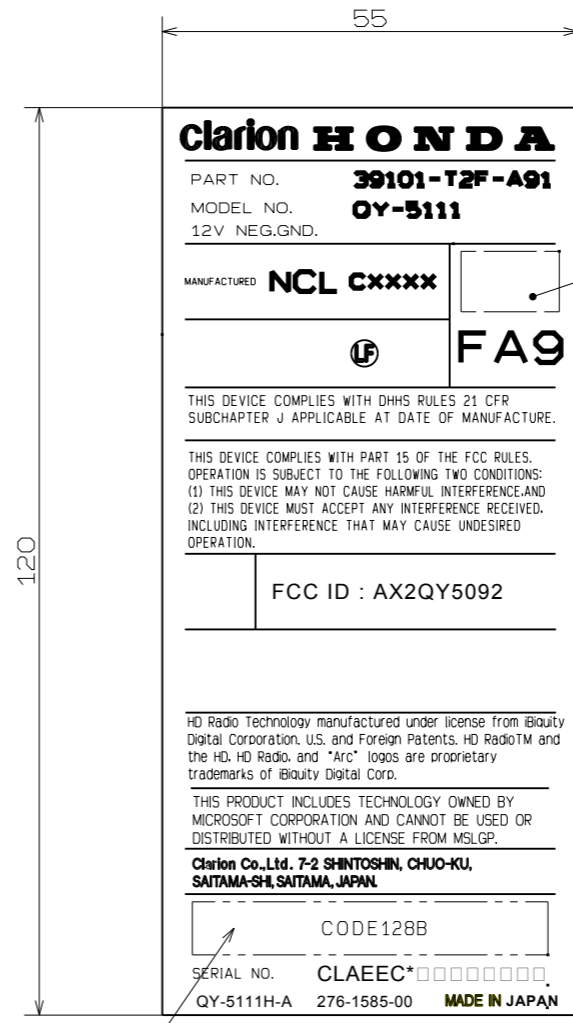 55
120
clarion HONDA
PART NO. 39101-T2F-A91
MODEL NO. QY-5111
12V NEG.GND.
MANUFACTURED NCL CXXXX
LF
FA9
THIS DEVICE COMPLIES WITH DHHS RULES 21 CFR
SUBCHAPTER J APPLICABLE AT DATE OF MANUFACTURE.
THIS DEVICE COMPLIES WITH PART 15 OF THE FCC RULES.
OPERATION IS SUBJECT TO THE FOLLOWING TWO CONDITIONS:
(1) THIS DEVICE MAY NOT CAUSE HARMFUL INTERFERENCE,AND
(2) THIS DEVICE MUST ACCEPT ANY INTERFERENCE RECEIVED,
INCLUDING INTERFERENCE THAT MAY CAUSE UNDESIRED
OPERATION.
FCC ID : AX2QY5092
HD Radio Technology manufactured under license from iBiquity
Digital Corporation. U.S. and Foreign Patents. HD RadioTM and
the HD, HD Radio, and "Arc" logos are proprietary
trademarks of iBiquity Digital Corp.
THIS PRODUCT INCLUDES TECHNOLOGY OWNED BY
MICROSOFT CORPORATION AND CANNOT BE USED OR
DISTRIBUTED WITHOUT A LICENSE FROM MSLGP.
Clarion Co.,Ltd. 7-2 SHINTOSHIN, CHUO-KU,
SAITAMA-SHI, SAITAMA, JAPAN.
CODE128B
SERIAL NO. CLAEEC*□□□□□□□□
QY-5111H-A 276-1585-00 MADE IN JAPAN